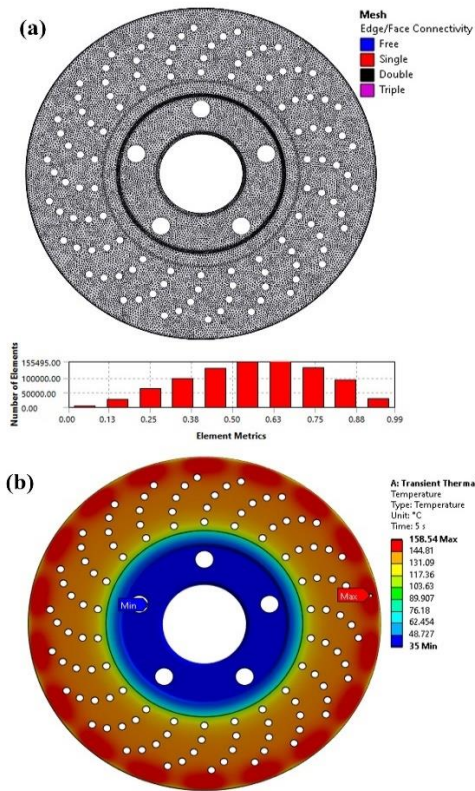 (a)
Mesh
Edge/Face Connectivity
Free
Single
Double
Triple
Number of Elements
155495.00
100000.00
50000.00
0.00
0.00 0.13 0.25 0.38 0.50 0.63 0.75 0.88 0.99
Element Metrics
(b)
A: Transient Therma
Temperature
Type: Temperature
Unit: °C
Time: 5 s
158.54 Max
144.81
131.09
117.36
103.63
89.907
76.18
62.454
48.727
35 Min
Min
Max